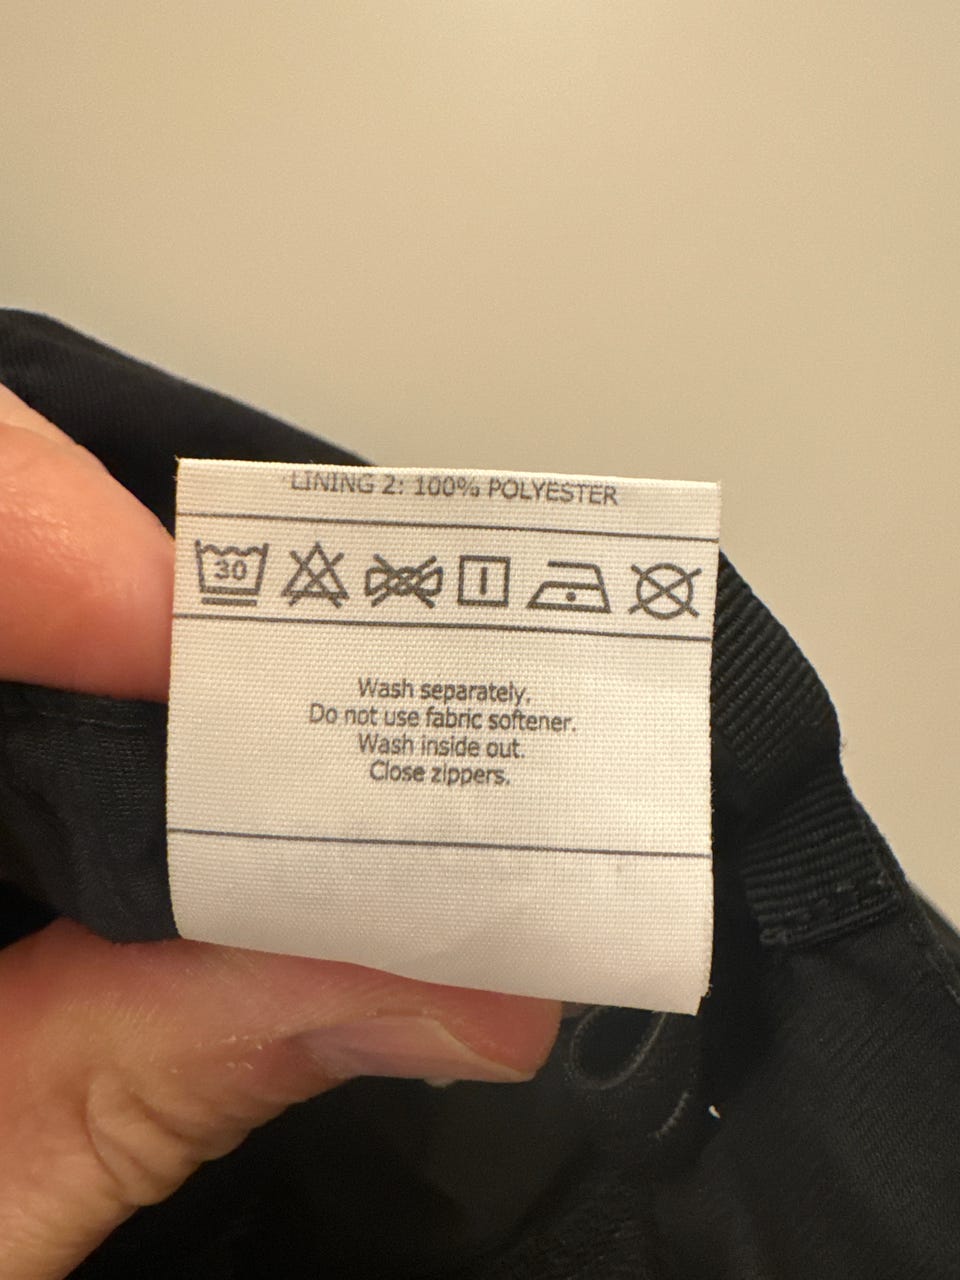 LINING 2: 100% POLYESTER
30
Wash separately.
Do not use fabric softener.
Wash inside out.
Close zippers.